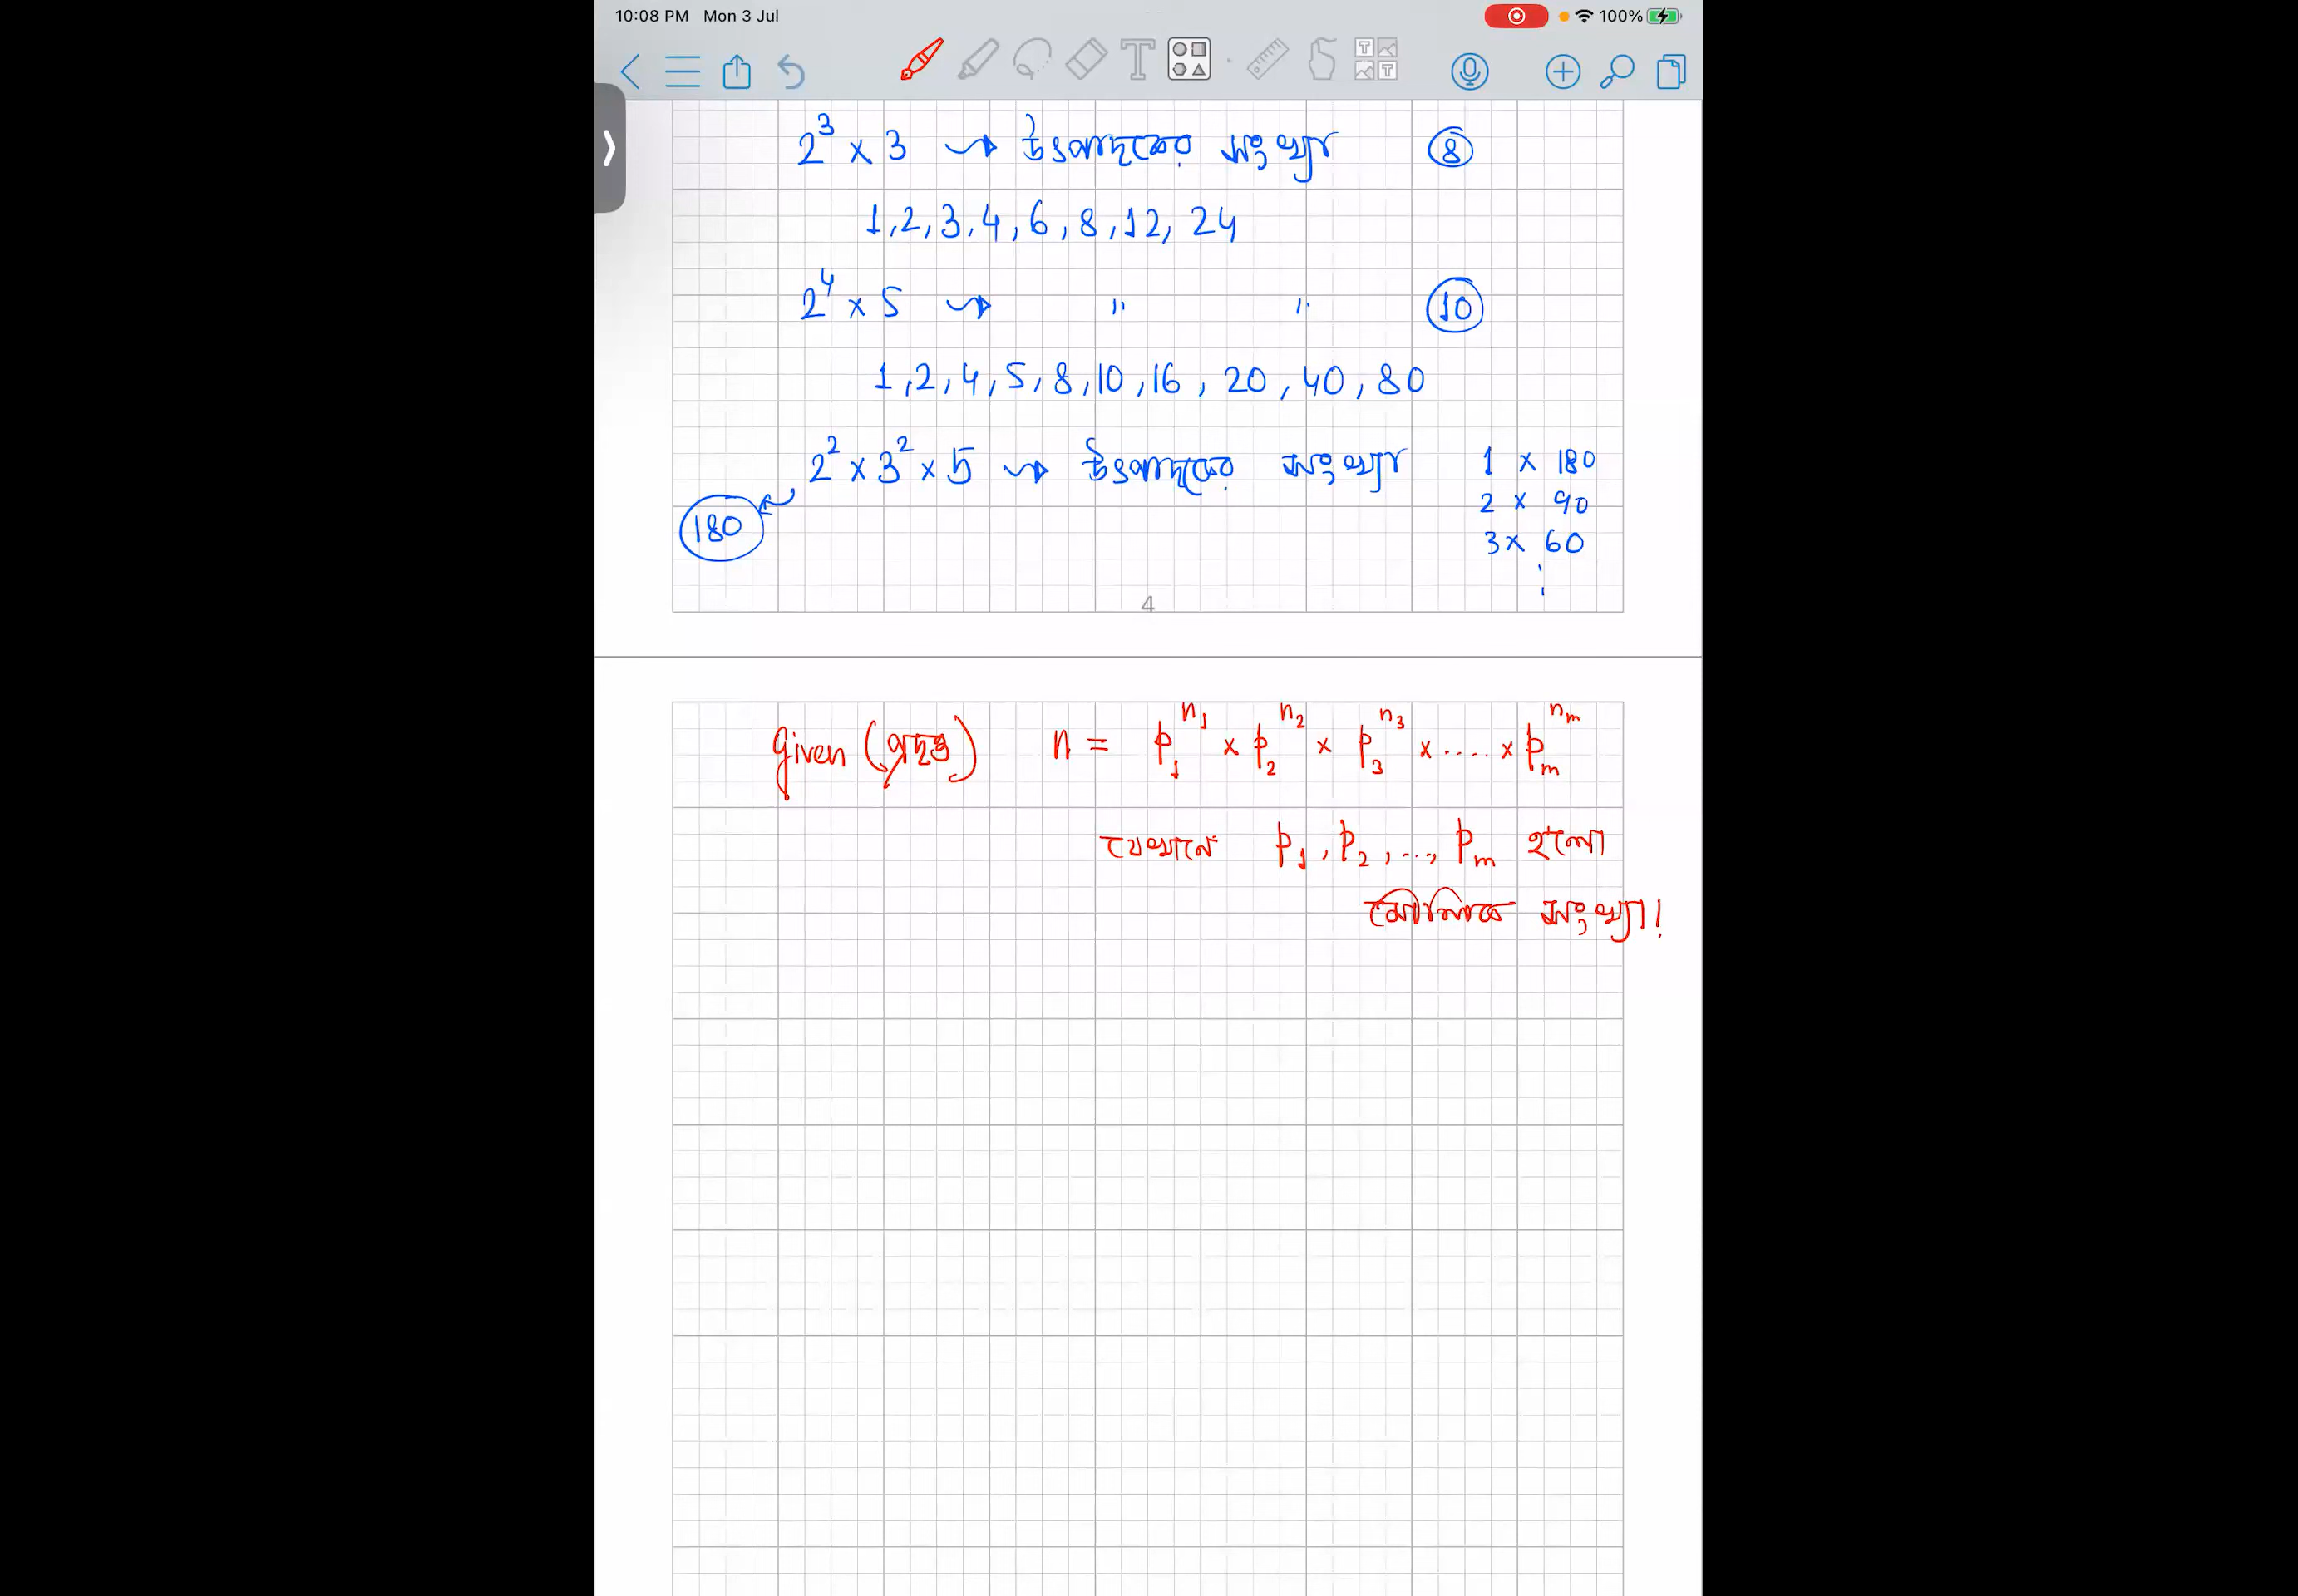 10:08 PM Mon 3 Jul 100%
2³ × 3 ⇝ উৎপাদকের সংখ্যা 8
1, 2, 3, 4, 6, 8, 12, 24
2⁴ × 5 ⇝ " " 10
1, 2, 4, 5, 8, 10, 16, 20, 40, 80
2² × 3² × 5 ⇝ উৎপাদকের সংখ্যা
180
1 × 180
2 × 90
3 × 60
4
given (প্রদত্ত) n = p₁^n₁ × p₂^n₂ × p₃^n₃ × ..... × pₘ^nₘ
যেখানে p₁, p₂, ..., pₘ হলো
মৌলিক সংখ্যা!